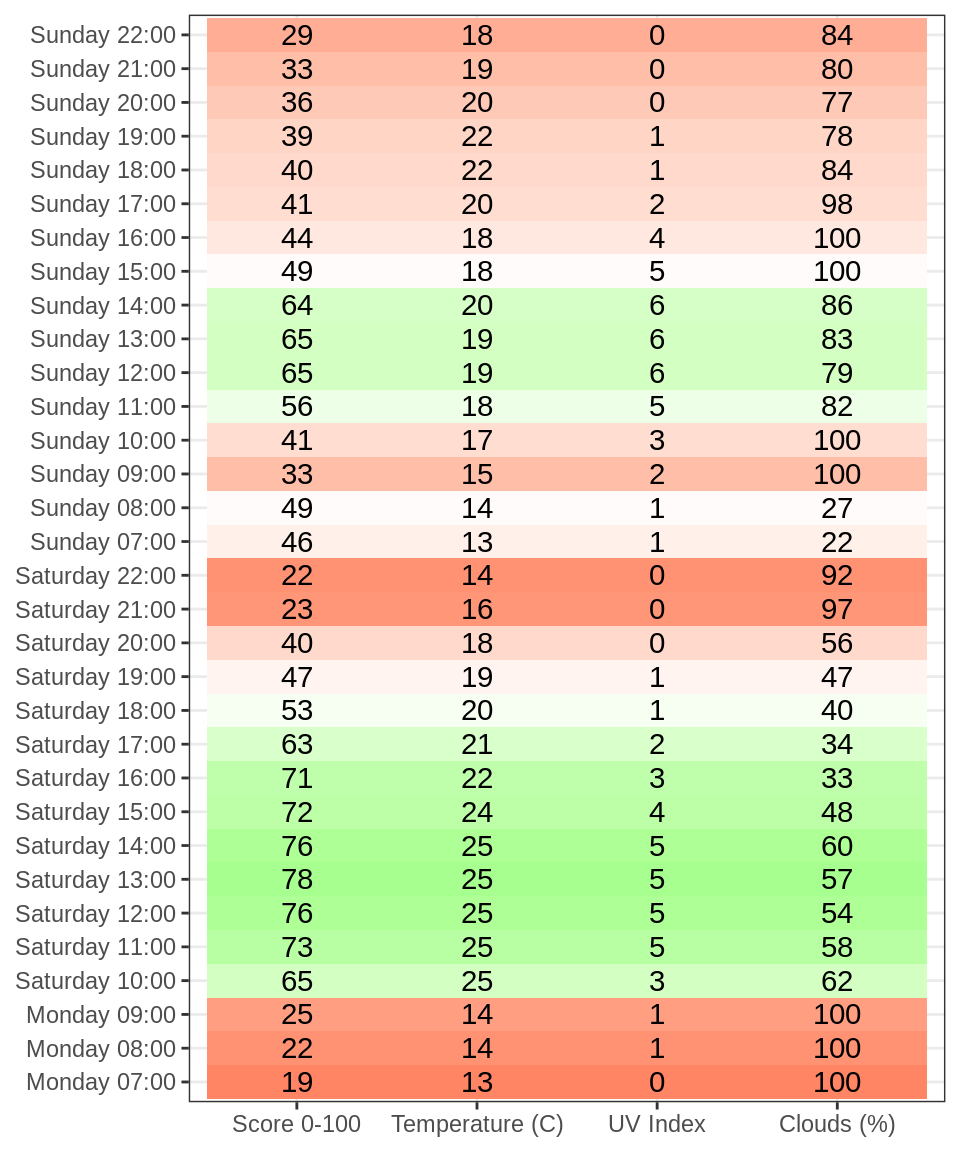 Sunday 22:00 29 18 0 84
Sunday 21:00 33 19 0 80
Sunday 20:00 36 20 0 77
Sunday 19:00 39 22 1 78
Sunday 18:00 40 22 1 84
Sunday 17:00 41 20 2 98
Sunday 16:00 44 18 4 100
Sunday 15:00 49 18 5 100
Sunday 14:00 64 20 6 86
Sunday 13:00 65 19 6 83
Sunday 12:00 65 19 6 79
Sunday 11:00 56 18 5 82
Sunday 10:00 41 17 3 100
Sunday 09:00 33 15 2 100
Sunday 08:00 49 14 1 27
Sunday 07:00 46 13 1 22
Saturday 22:00 22 14 0 92
Saturday 21:00 23 16 0 97
Saturday 20:00 40 18 0 56
Saturday 19:00 47 19 1 47
Saturday 18:00 53 20 1 40
Saturday 17:00 63 21 2 34
Saturday 16:00 71 22 3 33
Saturday 15:00 72 24 4 48
Saturday 14:00 76 25 5 60
Saturday 13:00 78 25 5 57
Saturday 12:00 76 25 5 54
Saturday 11:00 73 25 5 58
Saturday 10:00 65 25 3 62
Monday 09:00 25 14 1 100
Monday 08:00 22 14 1 100
Monday 07:00 19 13 0 100
Score 0-100 Temperature (C) UV Index Clouds (%)